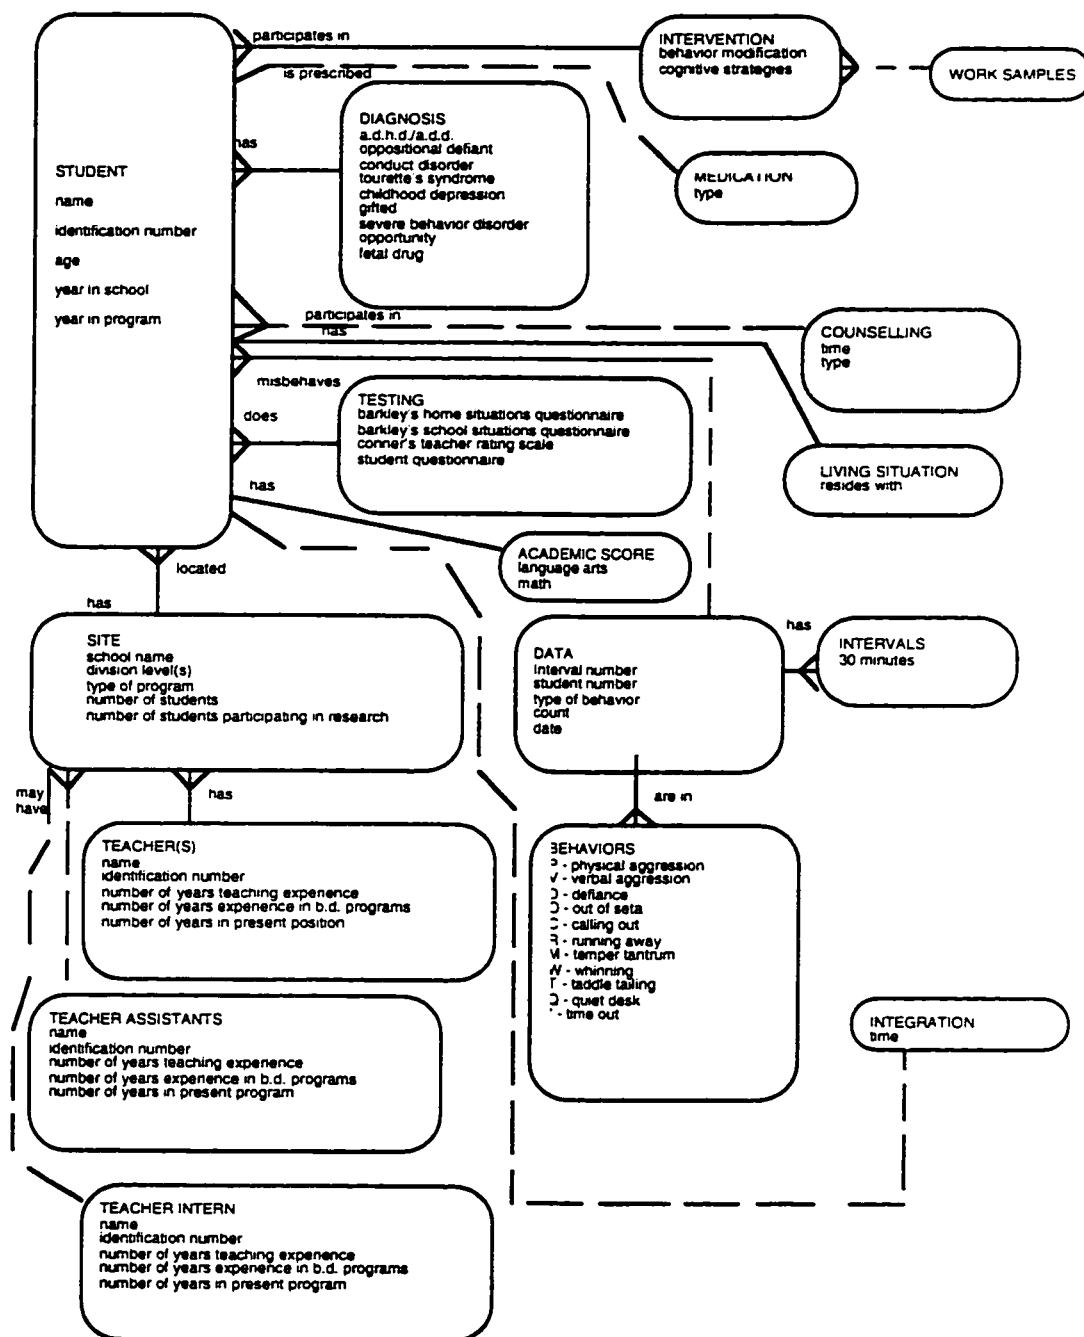 participates in
is prescribed
INTERVENTION
behavior modification
cognitive strategies
WORK SAMPLES
DIAGNOSIS
a.d.h.d./a.d.d.
oppositional defiant
conduct disorder
tourette's syndrome
childhood depression
gifted
severe behavior disorder
opportunity
fetal drug
has
MEDICATION
type
STUDENT
name
identification number
age
year in school
year in program
participates in
has
COUNSELLING
time
type
misbehaves
does
TESTING
barkley's home situations questionnaire
barkley's school situations questionnaire
conner's teacher rating scale
student questionnaire
LIVING SITUATION
resides with
has
ACADEMIC SCORE
language arts
math
located
has
SITE
school name
division level(s)
type of program
number of students
number of students participating in research
DATA
Interval number
student number
type of behavior
count
date
has
INTERVALS
30 minutes
may
have
has
are in
TEACHER(S)
name
identification number
number of years teaching experience
number of years experience in b.d. programs
number of years in present position
BEHAVIORS
P - physical aggression
V - verbal aggression
D - defiance
O - out of seta
C - calling out
R - running away
M - temper tantrum
W - whinning
T - taddle tailing
Q - quiet desk
- time out
TEACHER ASSISTANTS
name
identification number
number of years teaching experience
number of years experience in b.d. programs
number of years in present program
INTEGRATION
time
TEACHER INTERN
name
identification number
number of years teaching experience
number of years experience in b.d. programs
number of years in present program